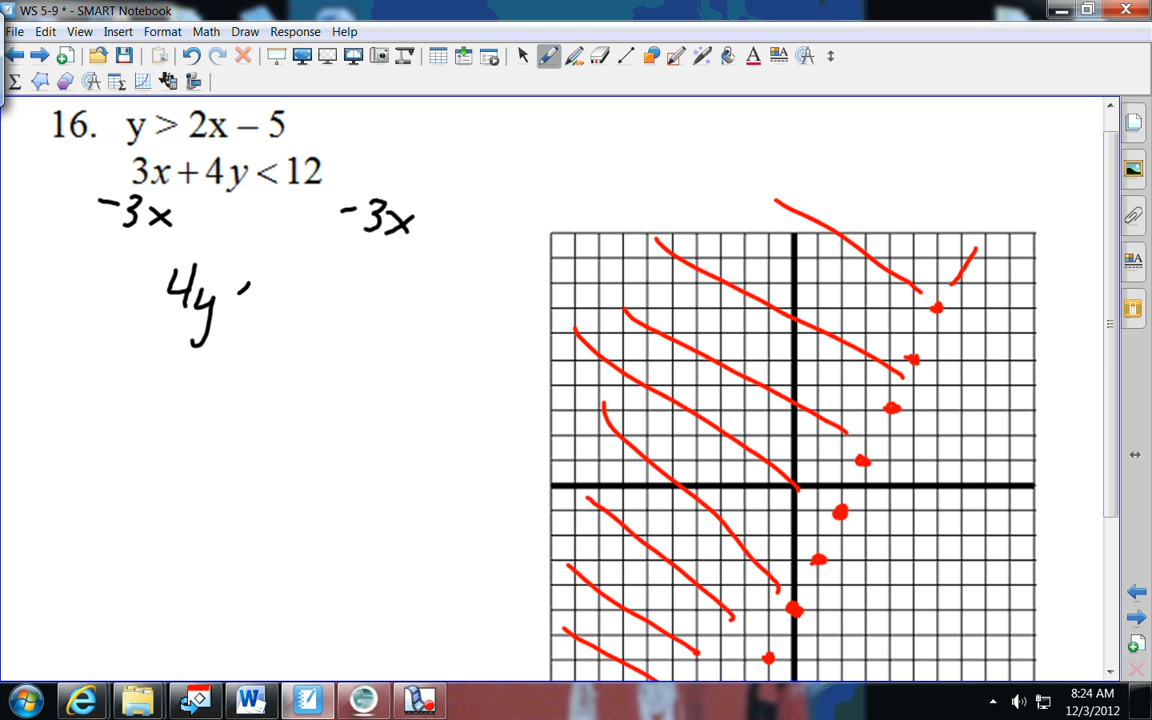 WS 5-9 * - SMART Notebook
File Edit View Insert Format Math Draw Response Help
16. y > 2x – 5
3x + 4y < 12
-3x -3x
4y
8:24 AM
12/3/2012